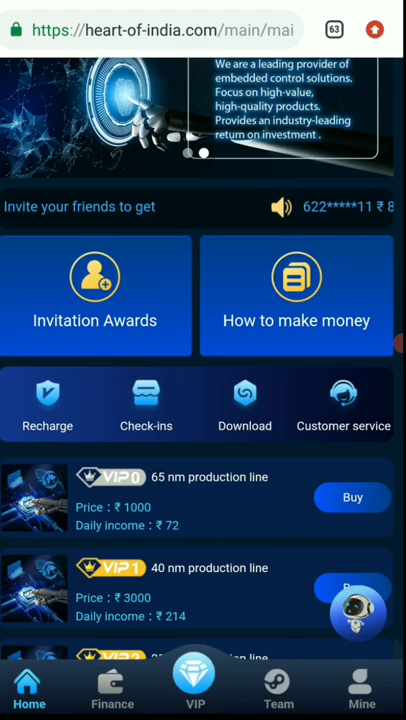 https://heart-of-india.com/main/mai
63
We are a leading provider of
embedded control solutions.
Focus on high-value,
high-quality products.
Provides an industry-leading
return on investment .
Invite your friends to get
622*****11 ₹ 8
Invitation Awards
How to make money
Recharge
Check-ins
Download
Customer service
VIP0 65 nm production line
Price : ₹ 1000
Daily income : ₹ 72
Buy
VIP1 40 nm production line
Price : ₹ 3000
Daily income : ₹ 214
VIP2
Home
Finance
VIP
Team
Mine